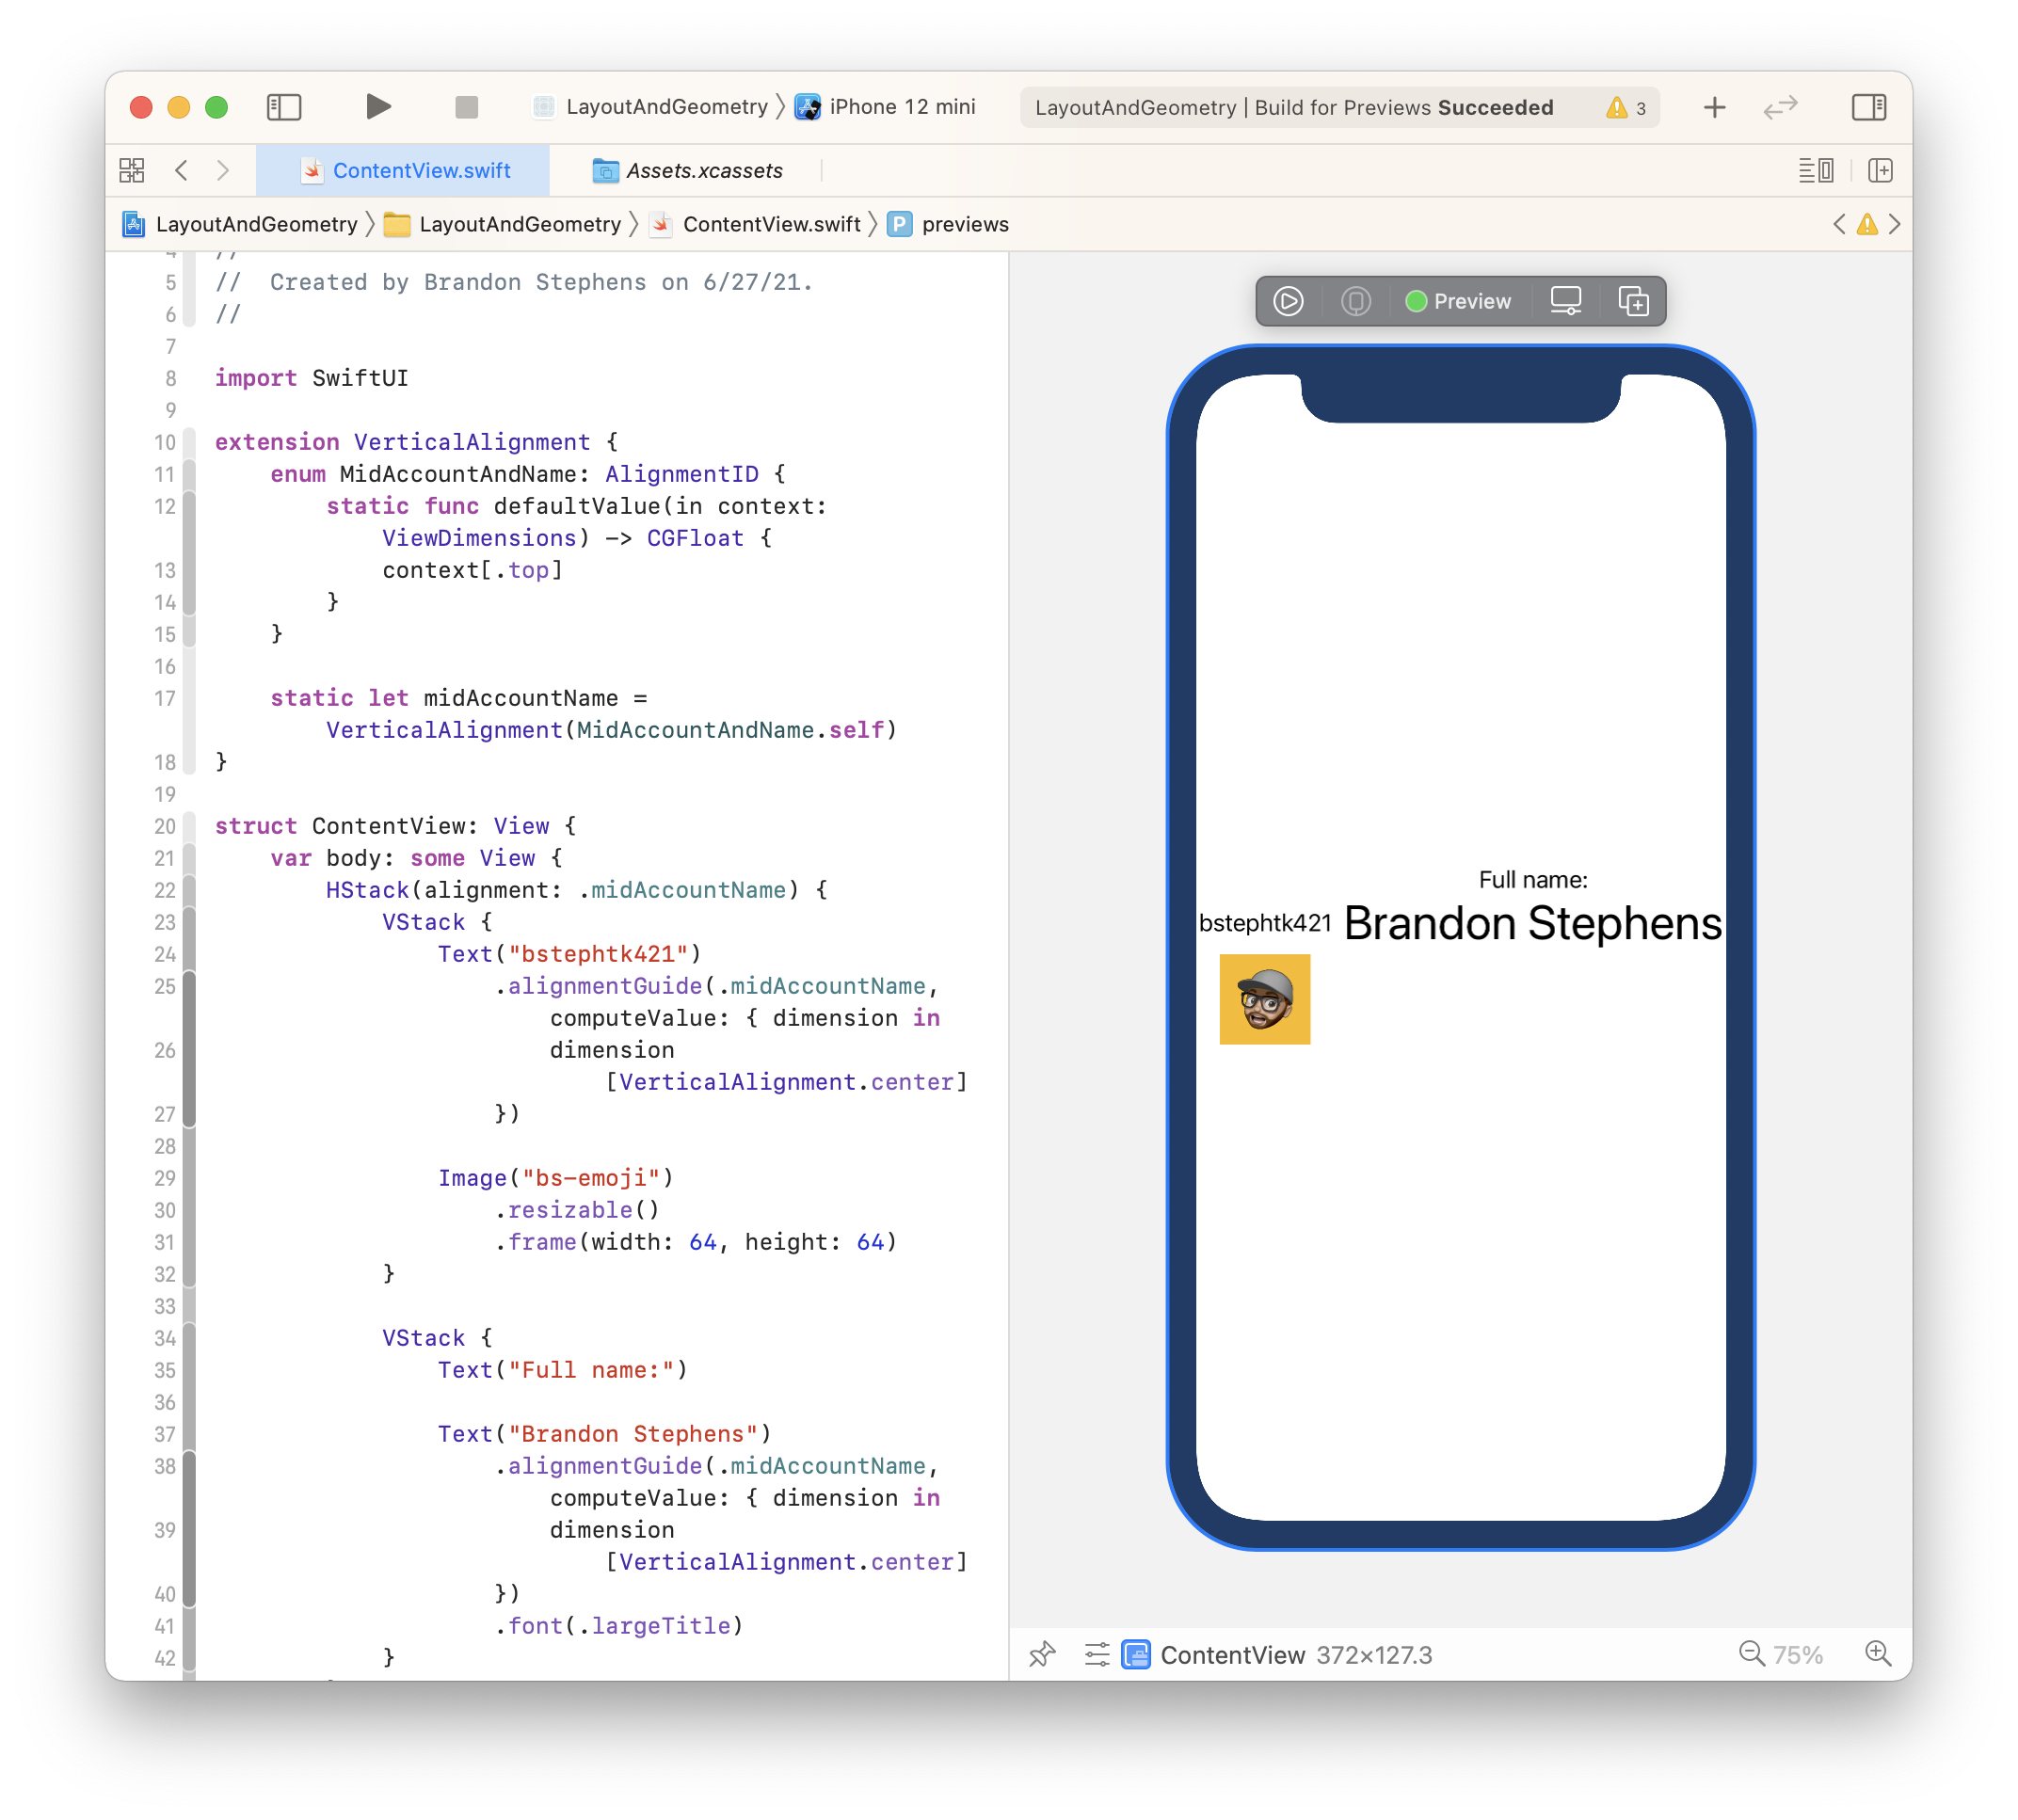 LayoutAndGeometry 〉 iPhone 12 mini
LayoutAndGeometry | Build for Previews Succeeded
3
ContentView.swift
Assets.xcassets
LayoutAndGeometry 〉 LayoutAndGeometry 〉 ContentView.swift 〉 P previews
4 //
5 //  Created by Brandon Stephens on 6/27/21.
6 //
7
8 import SwiftUI
9
10 extension VerticalAlignment {
11     enum MidAccountAndName: AlignmentID {
12         static func defaultValue(in context:
ViewDimensions) -> CGFloat {
13             context[.top]
14         }
15     }
16
17     static let midAccountName =
VerticalAlignment(MidAccountAndName.self)
18 }
19
20 struct ContentView: View {
21     var body: some View {
22         HStack(alignment: .midAccountName) {
23             VStack {
24                 Text("bstephtk421")
25                     .alignmentGuide(.midAccountName,
computeValue: { dimension in
26                         dimension
[VerticalAlignment.center]
27                     })
28
29                 Image("bs-emoji")
30                     .resizable()
31                     .frame(width: 64, height: 64)
32             }
33
34             VStack {
35                 Text("Full name:")
36
37                 Text("Brandon Stephens")
38                     .alignmentGuide(.midAccountName,
computeValue: { dimension in
39                         dimension
[VerticalAlignment.center]
40                     })
41                     .font(.largeTitle)
42             }
Preview
Full name:
bstephtk421 Brandon Stephens
ContentView 372×127.3
75%